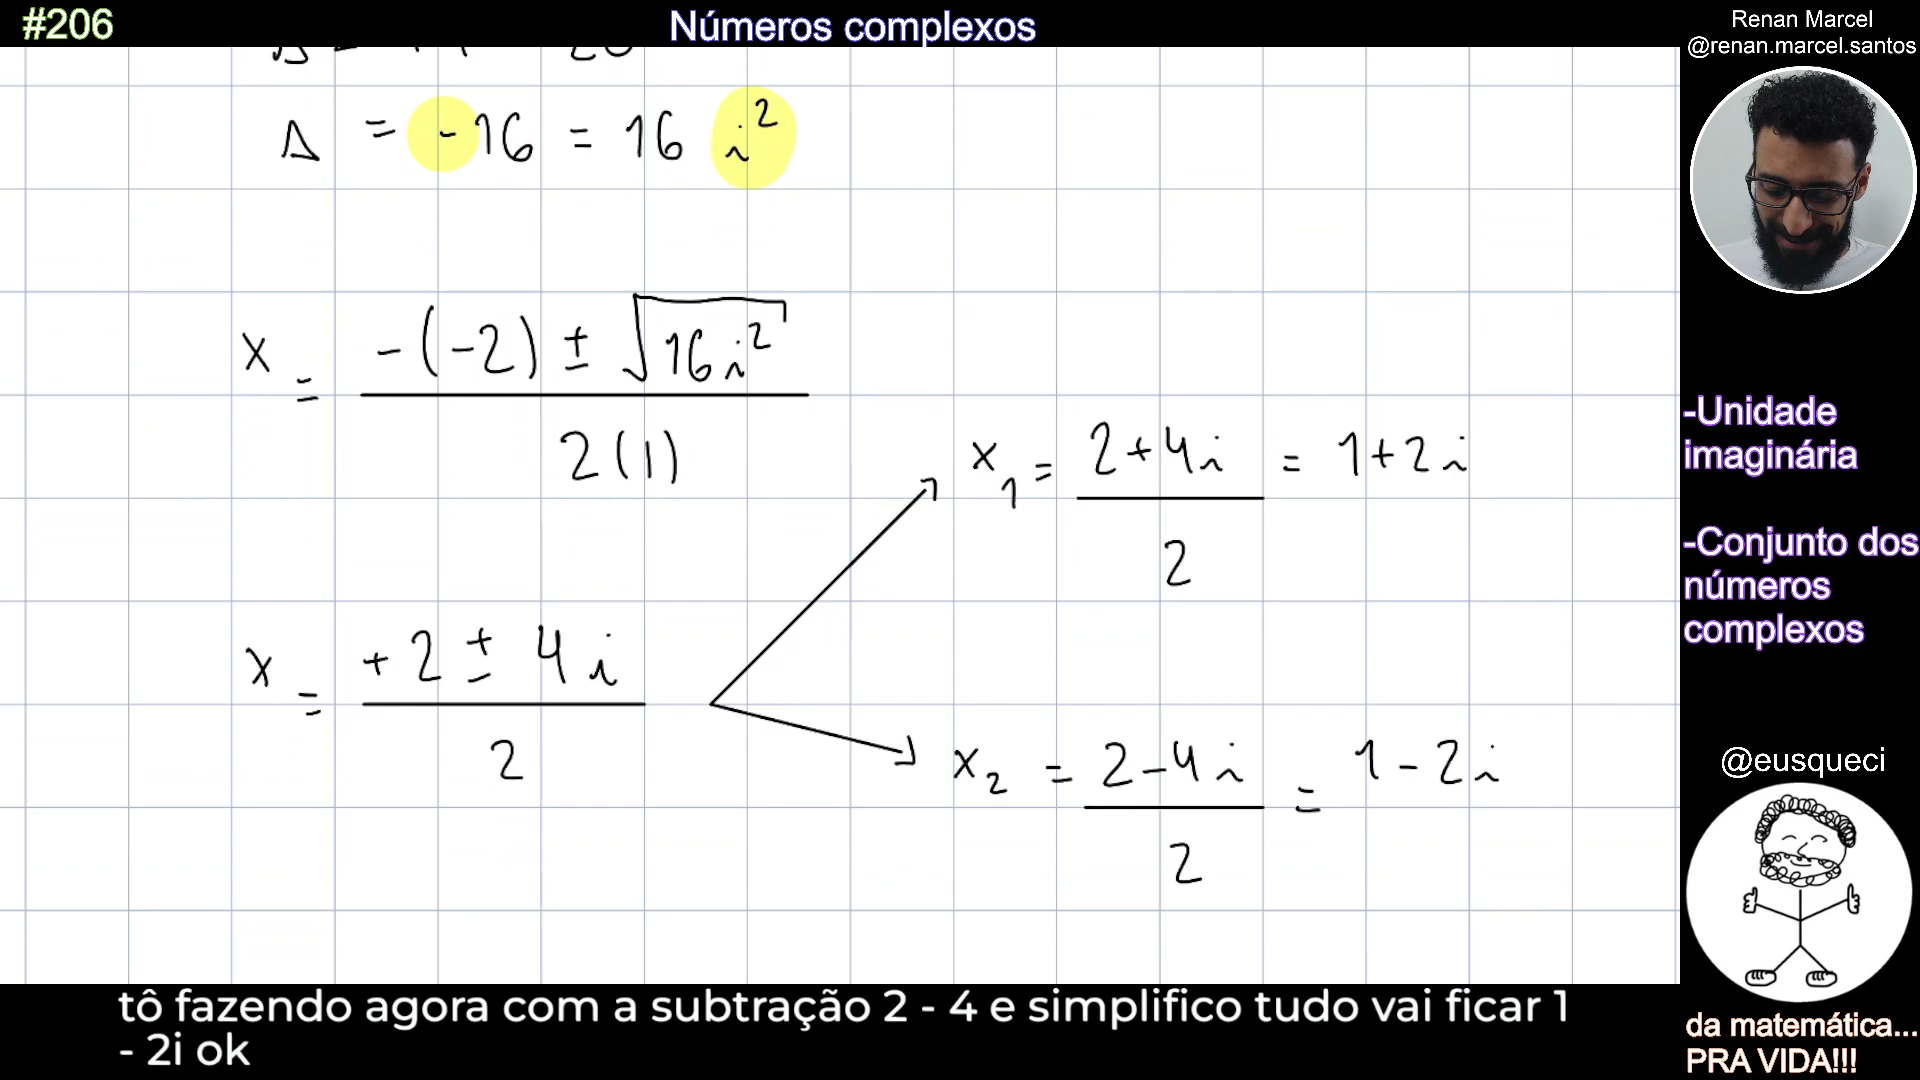 #206
Números complexos
Renan Marcel
@renan.marcel.santos
Δ = -16 = 16 i²
x = -(-2) ± √16i²
2(1)
x₁ = 2+4i = 1+2i
2
x = +2 ± 4i
2
x₂ = 2-4i = 1-2i
2
-Unidade
imaginária
-Conjunto dos
números
complexos
@eusqueci
da matemática...
PRA VIDA!!!
tô fazendo agora com a subtração 2 - 4 e simplifico tudo vai ficar 1
- 2i ok